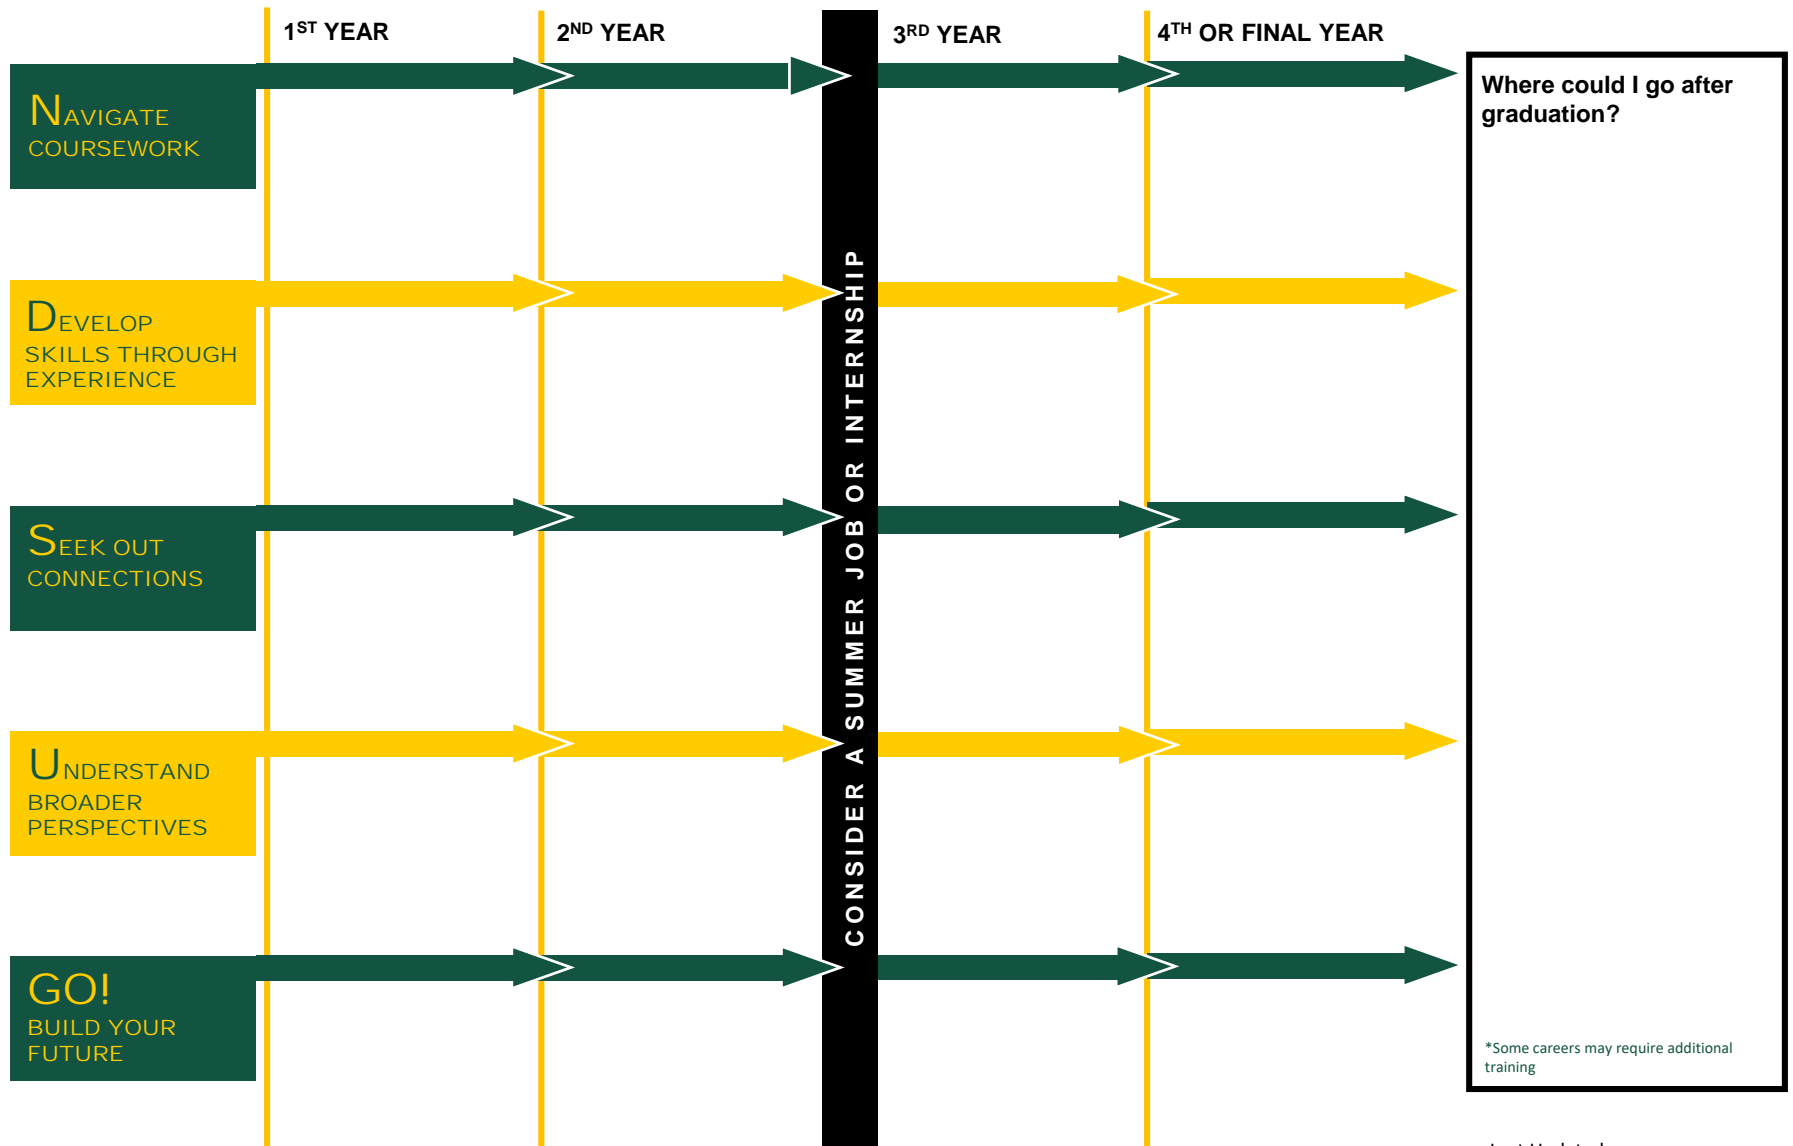 1ST YEAR
2ND YEAR
3RD YEAR
4TH OR FINAL YEAR
NAVIGATE
COURSEWORK
DEVELOP
SKILLS THROUGH
EXPERIENCE
SEEK OUT
CONNECTIONS
UNDERSTAND
BROADER
PERSPECTIVES
GO!
BUILD YOUR
FUTURE
CONSIDER A SUMMER JOB OR INTERNSHIP
Where could I go after
graduation?
*Some careers may require additional
training